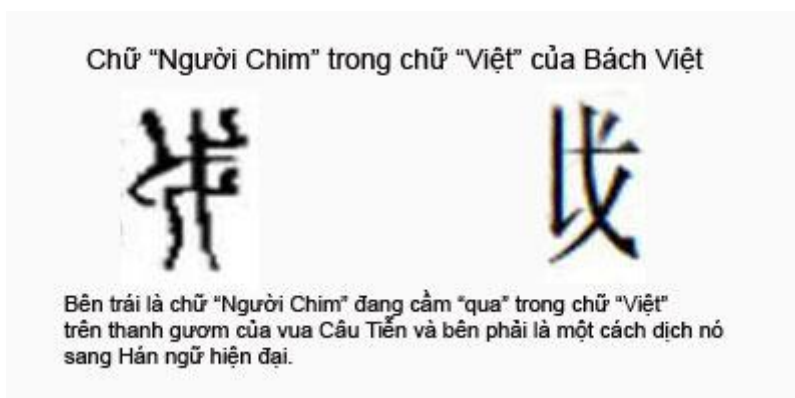 Chữ “Người Chim” trong chữ “Việt” của Bách Việt
Bên trái là chữ “Người Chim” đang cầm “qua” trong chữ “Việt”
trên thanh gươm của vua Câu Tiễn và bên phải là một cách dịch nó
sang Hán ngữ hiện đại.